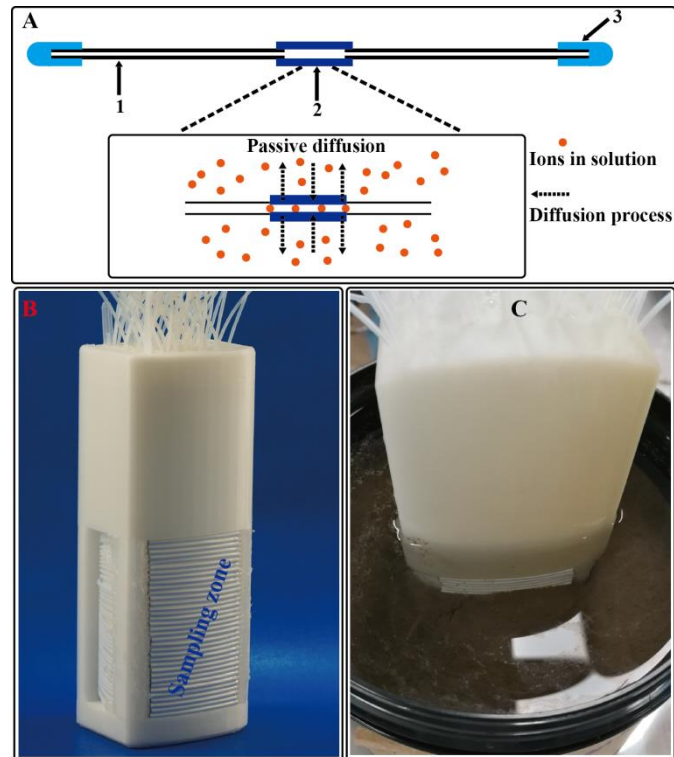 A
3
1
2
Passive diffusion
Ions in solution
Diffusion process
B
C
Sampling zone